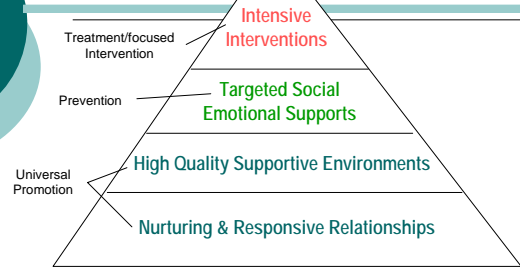 Intensive
Interventions
Treatment/focused
Intervention
Targeted Social
Emotional Supports
Prevention
High Quality Supportive Environments
Universal
Promotion
Nurturing & Responsive Relationships